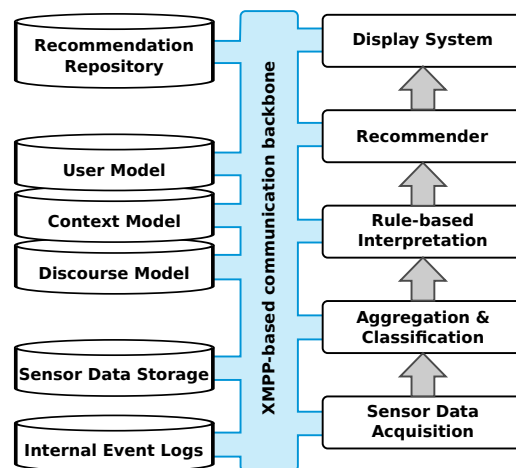 Recommendation
Repository
User Model
Context Model
Discourse Model
Sensor Data Storage
Internal Event Logs
XMPP-based communication backbone
Display System
Recommender
Rule-based
Interpretation
Aggregation &
Classification
Sensor Data
Acquisition